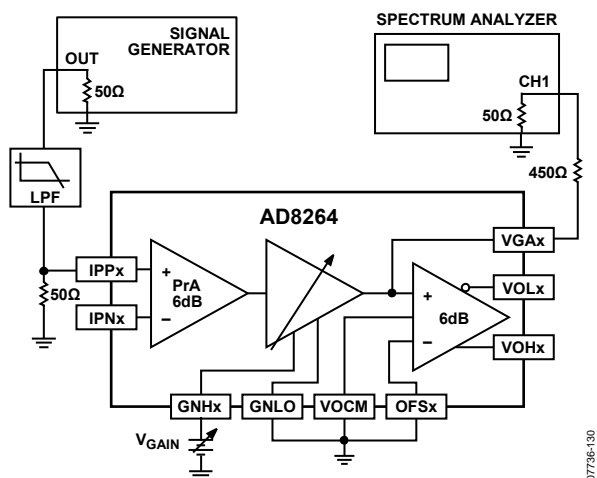 SIGNAL
GENERATOR
OUT
50Ω
SPECTRUM ANALYZER
CH1
50Ω
450Ω
LPF
AD8264
50Ω
IPPx
IPNx
+
–
PrA
6dB
+
–
6dB
VGAx
VOLx
VOHx
GNHx
GNLO
VOCM
OFSx
VGAIN
07736-130